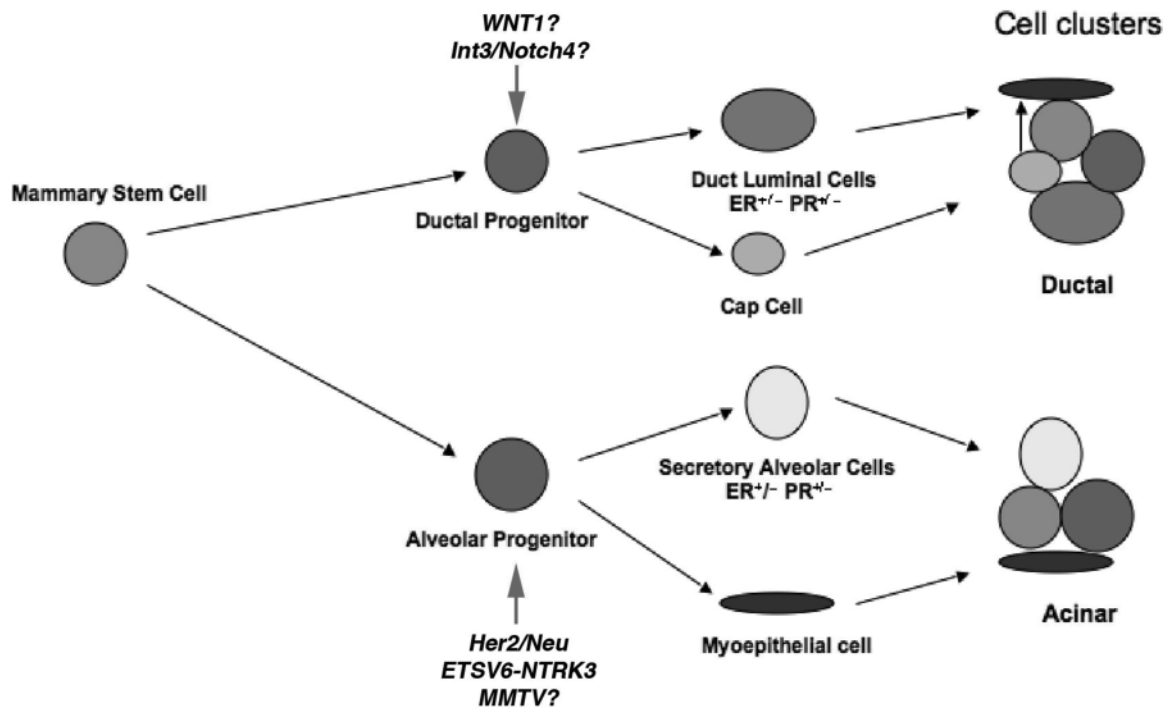 WNT1?
Int3/Notch4?
Cell clusters
Mammary Stem Cell
Ductal Progenitor
Duct Luminal Cells
ER+/- PR+/-
Cap Cell
Ductal
Alveolar Progenitor
Secretory Alveolar Cells
ER+/- PR+/-
Myoepithelial cell
Acinar
Her2/Neu
ETSV6-NTRK3
MMTV?